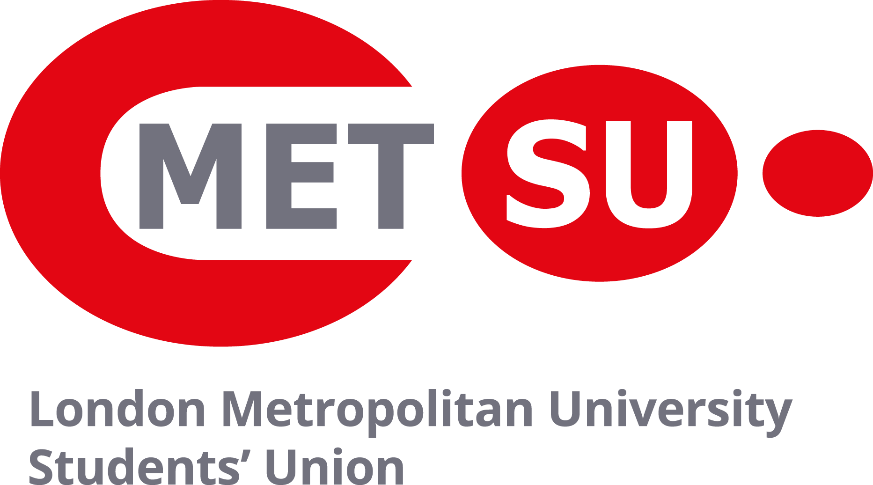 MET SU
London Metropolitan University
Students’ Union